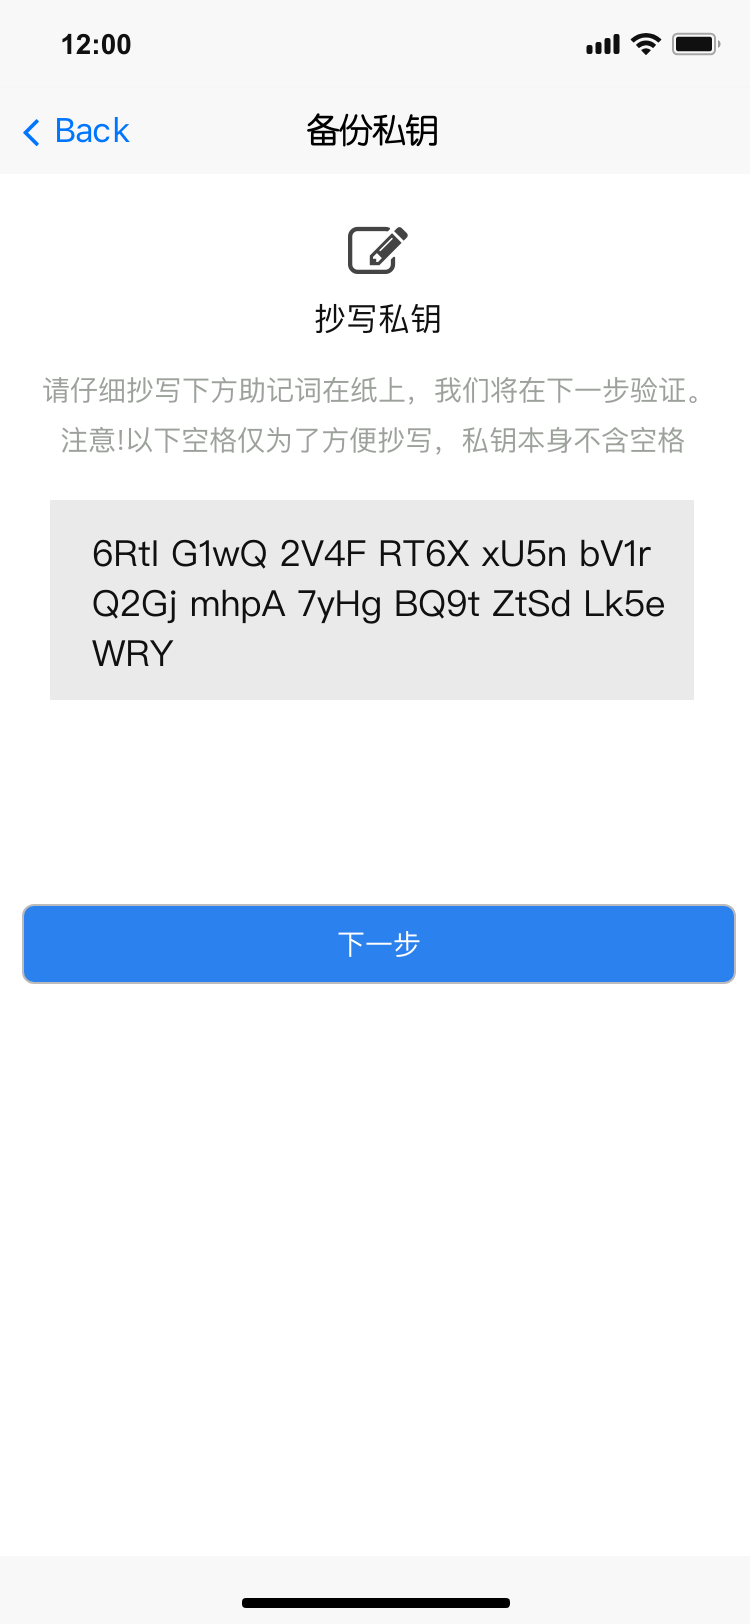 12:00
Back
备份私钥
抄写私钥
请仔细抄写下方助记词在纸上，我们将在下一步验证。
注意!以下空格仅为了方便抄写，私钥本身不含空格
6RtI G1wQ 2V4F RT6X xU5n bV1r
Q2Gj mhpA 7yHg BQ9t ZtSd Lk5e
WRY
下一步